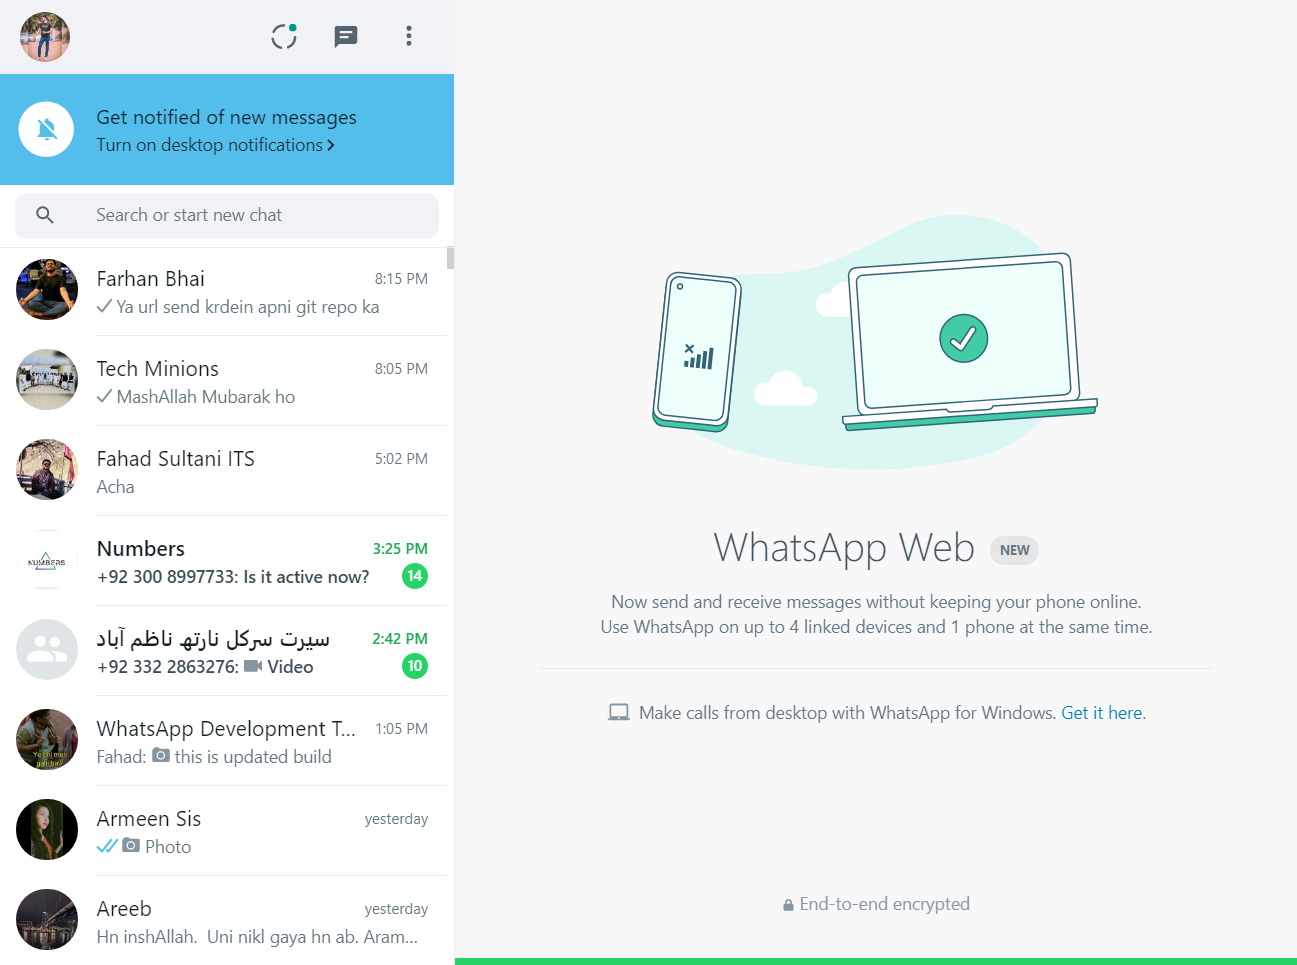 Get notified of new messages
Turn on desktop notifications
Search or start new chat
Farhan Bhai 8:15 PM
Ya url send krdein apni git repo ka
Tech Minions 8:05 PM
MashAllah Mubarak ho
Fahad Sultani ITS 5:02 PM
Acha
NUMBERS
Numbers 3:25 PM
+92 300 8997733: Is it active now? 14
سیرت سرکل نارتھ ناظم آباد 2:42 PM
+92 332 2863276: Video 10
WhatsApp Development T... 1:05 PM
Fahad: this is updated build
Armeen Sis yesterday
Photo
Areeb yesterday
Hn inshAllah.  Uni nikl gaya hn ab. Aram...
WhatsApp Web NEW
Now send and receive messages without keeping your phone online.
Use WhatsApp on up to 4 linked devices and 1 phone at the same time.
Make calls from desktop with WhatsApp for Windows. Get it here.
End-to-end encrypted